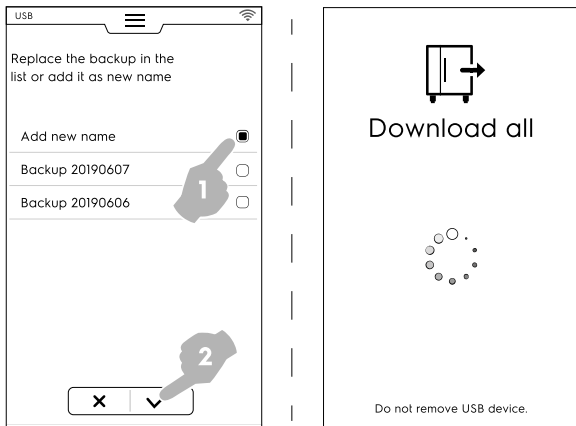 USB
Replace the backup in the
list or add it as new name
Add new name
Backup 20190607
Backup 20190606
1
2
Download all
Do not remove USB device.